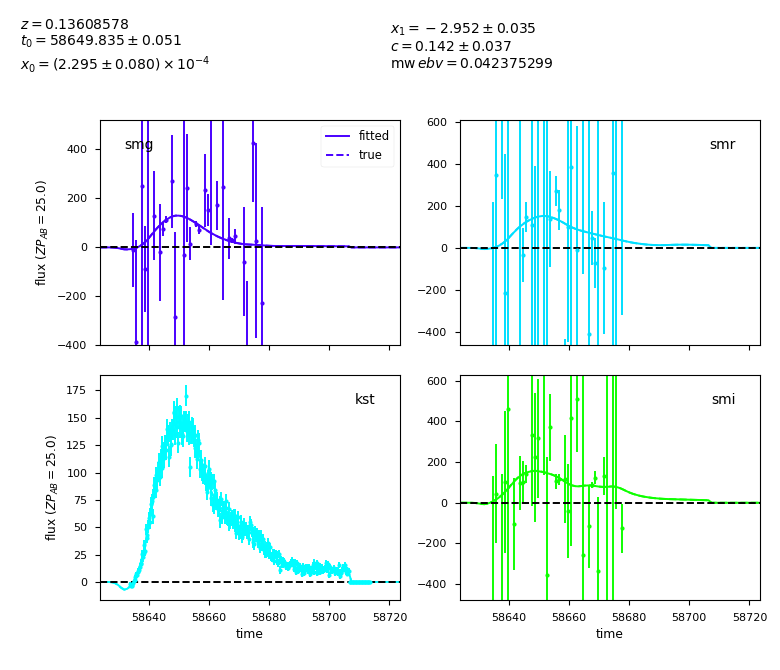 z = 0.13608578
t₀ = 58649.835 ± 0.051
x₀ = (2.295 ± 0.080) × 10⁻⁴
x₁ = −2.952 ± 0.035
c = 0.142 ± 0.037
mw ebv = 0.042375299
smg
fitted
true
flux (ZP_AB = 25.0)
400
200
0
−200
−400
smr
600
400
200
0
−200
−400
kst
flux (ZP_AB = 25.0)
175
150
125
100
75
50
25
0
58640 58660 58680 58700 58720
time
smi
600
400
200
0
−200
−400
58640 58660 58680 58700 58720
time